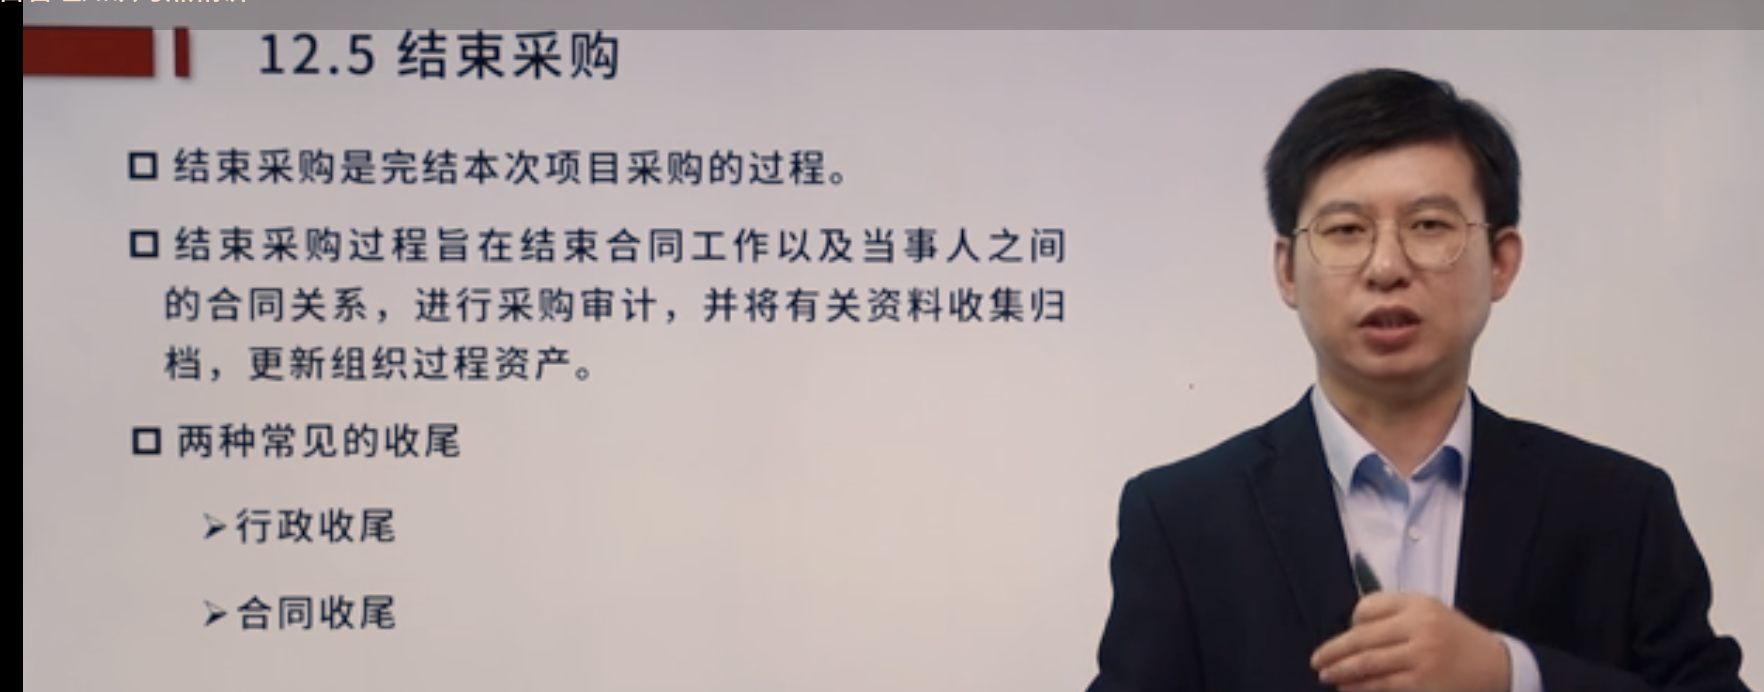 12.5 结束采购
结束采购是完结本次项目采购的过程。
结束采购过程旨在结束合同工作以及当事人之间
的合同关系，进行采购审计，并将有关资料收集归
档，更新组织过程资产。
两种常见的收尾
行政收尾
合同收尾